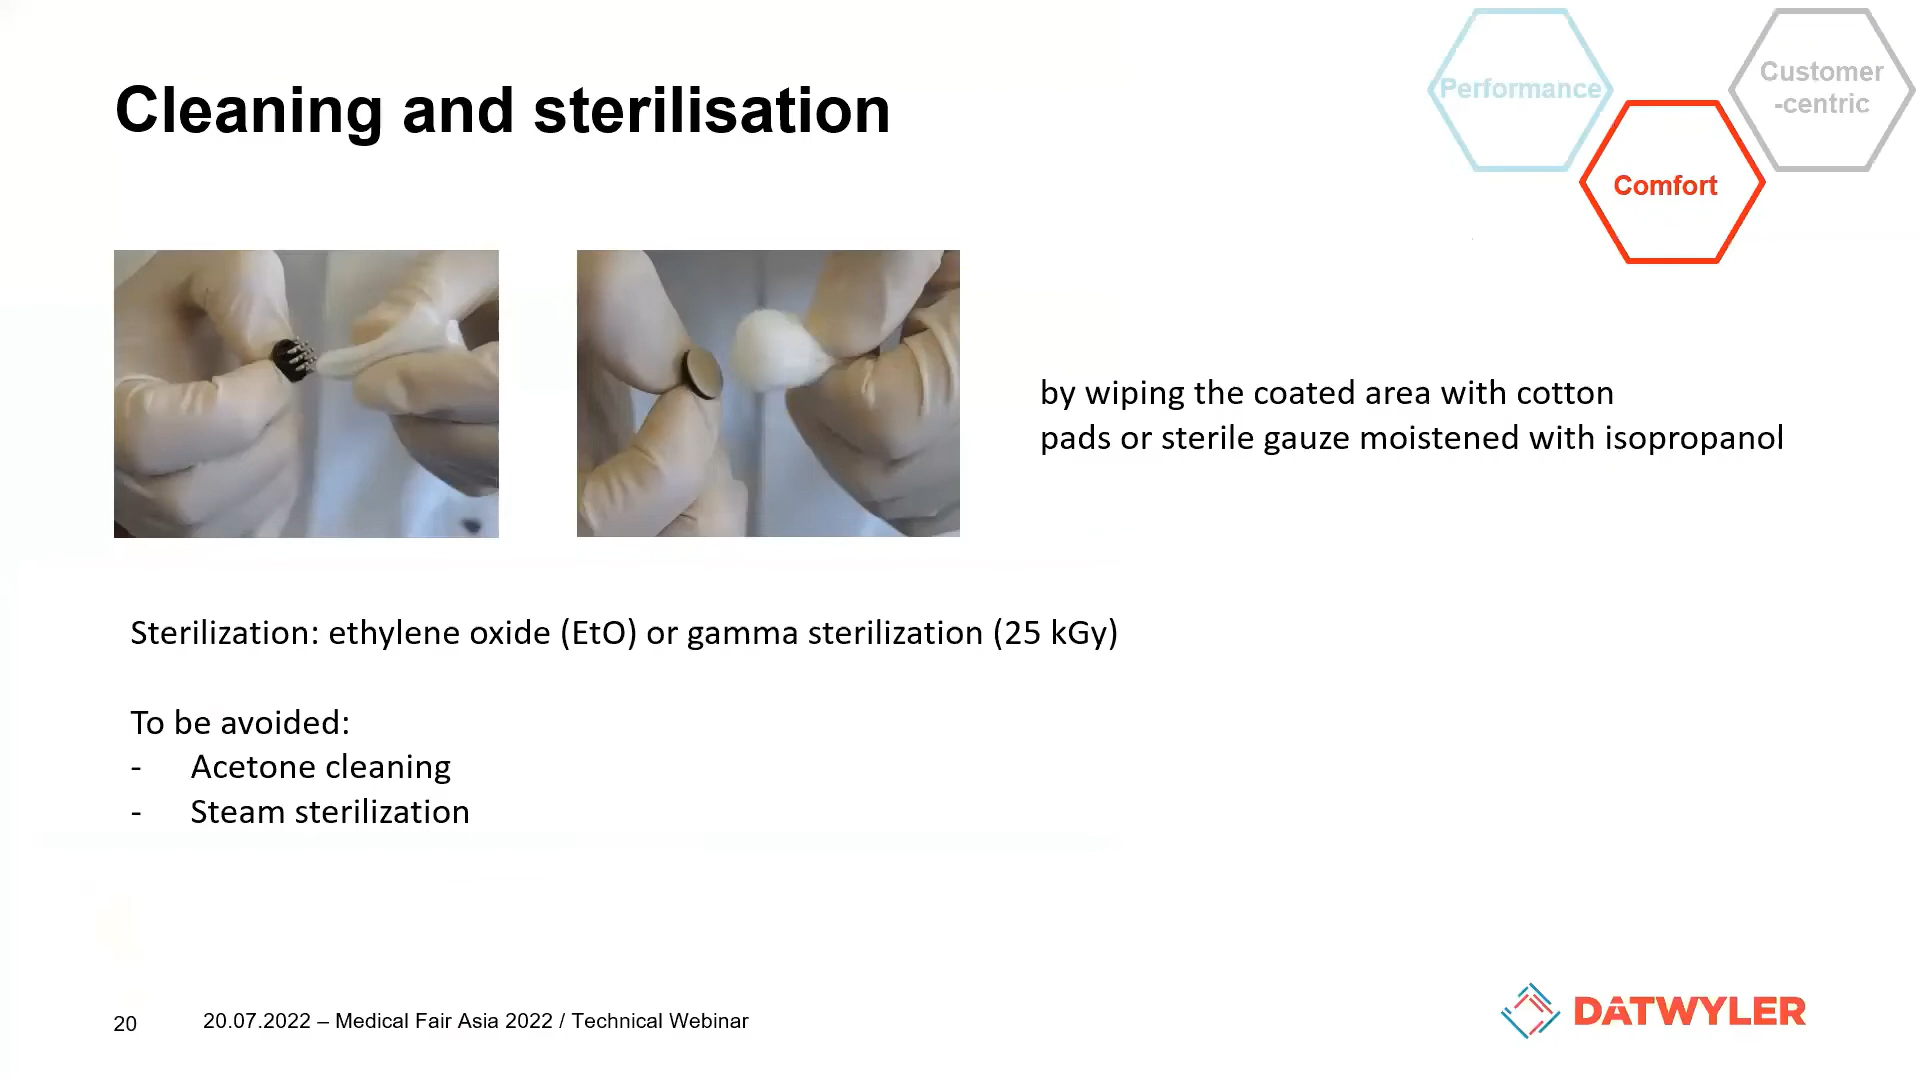 Cleaning and sterilisation
Performance
Customer
-centric
Comfort
by wiping the coated area with cotton
pads or sterile gauze moistened with isopropanol
Sterilization: ethylene oxide (EtO) or gamma sterilization (25 kGy)
To be avoided:
- Acetone cleaning
- Steam sterilization
20
20.07.2022 – Medical Fair Asia 2022 / Technical Webinar
DATWYLER